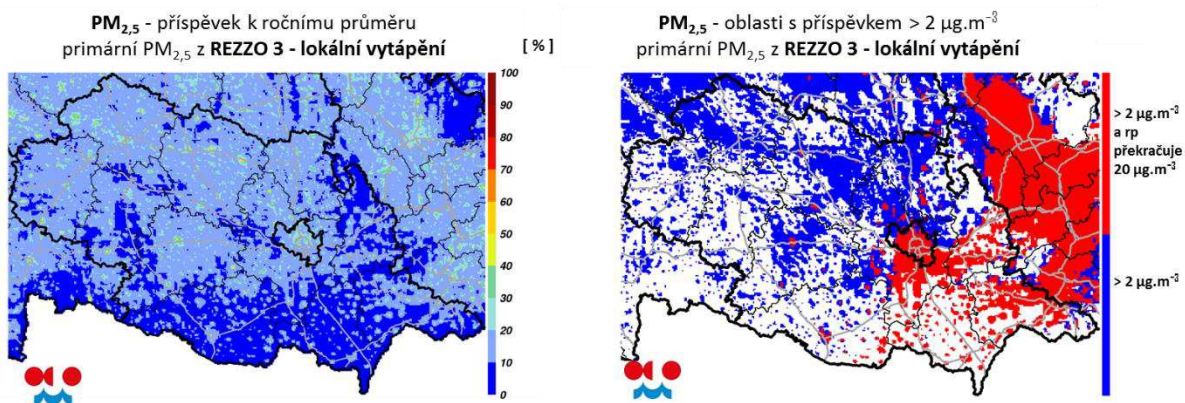 PM2,5 - příspěvek k ročnímu průměru
primární PM2,5 z REZZO 3 - lokální vytápění
[ % ]
100
90
80
70
60
50
40
30
20
10
0
PM2,5 - oblasti s příspěvkem > 2 µg.m⁻³
primární PM2,5 z REZZO 3 - lokální vytápění
> 2 µg.m⁻³
a rp
překračuje
20 µg.m⁻³
> 2 µg.m⁻³